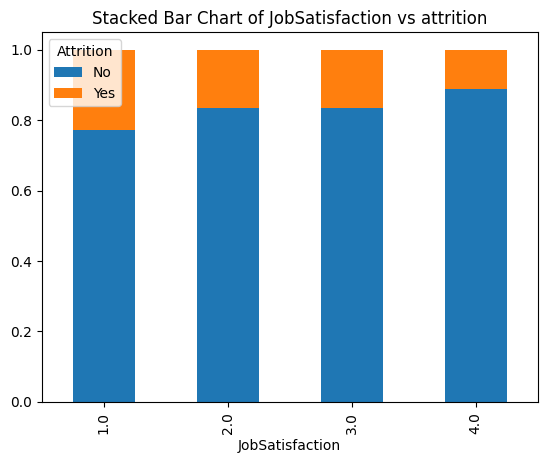 Stacked Bar Chart of JobSatisfaction vs attrition
Attrition
No
Yes
1.0
0.8
0.6
0.4
0.2
0.0
1.0
2.0
3.0
4.0
JobSatisfaction